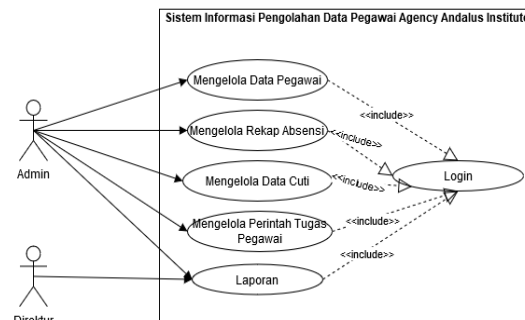 Sistem Informasi Pengolahan Data Pegawai Agency Andalus Institute
Mengelola Data Pegawai
<<include>>
Mengelola Rekap Absensi
<<include>>
Admin
Mengelola Data Cuti
<<include>>
Login
Mengelola Perintah Tugas
Pegawai
<<include>>
<<include>>
Laporan
Direktur